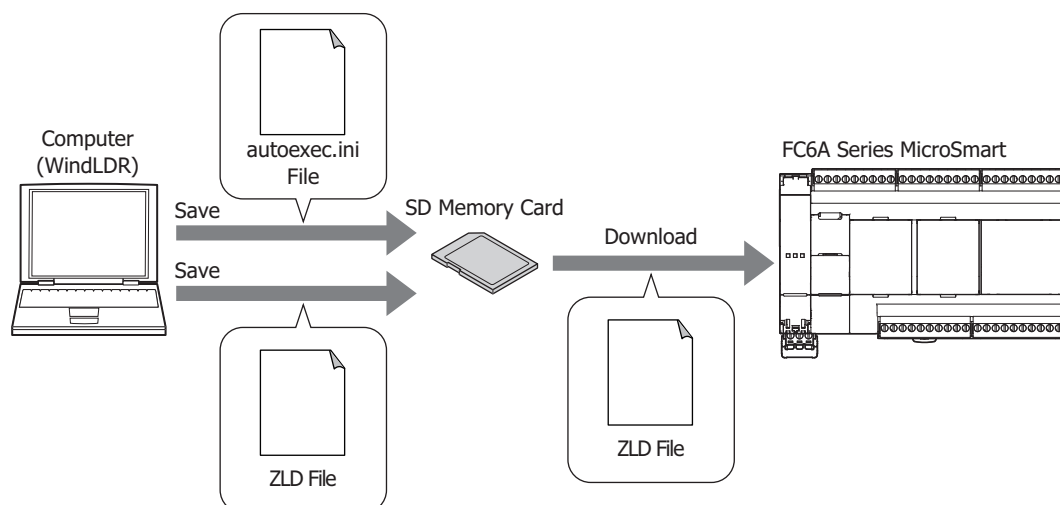 autoexec.ini
File
Computer
(WindLDR)
FC6A Series MicroSmart
Save
SD Memory Card
Download
Save
ZLD File
ZLD File